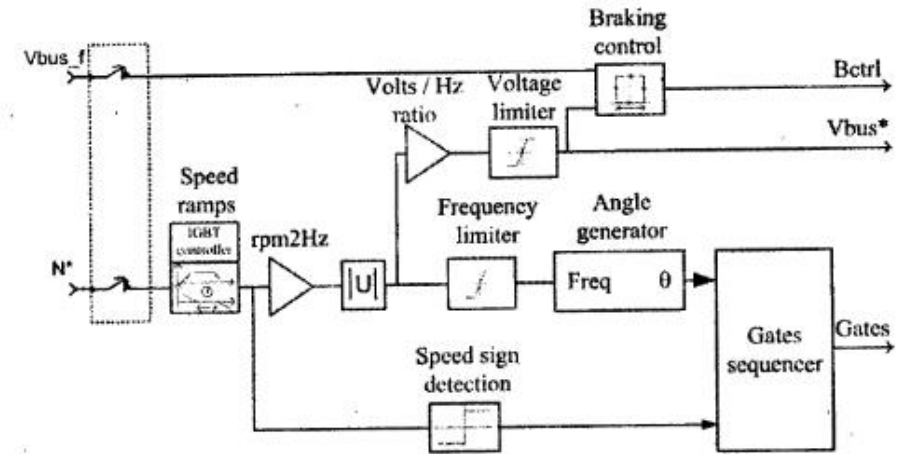 Braking
control
Vbus_f
Bctrl
Volts / Hz
ratio
Voltage
limiter
Vbus*
Speed
ramps
IGBT
controller
rpm2Hz
Frequency
limiter
Angle
generator
N*
|U|
Freq θ
Gates
sequencer
Gates
Speed sign
detection